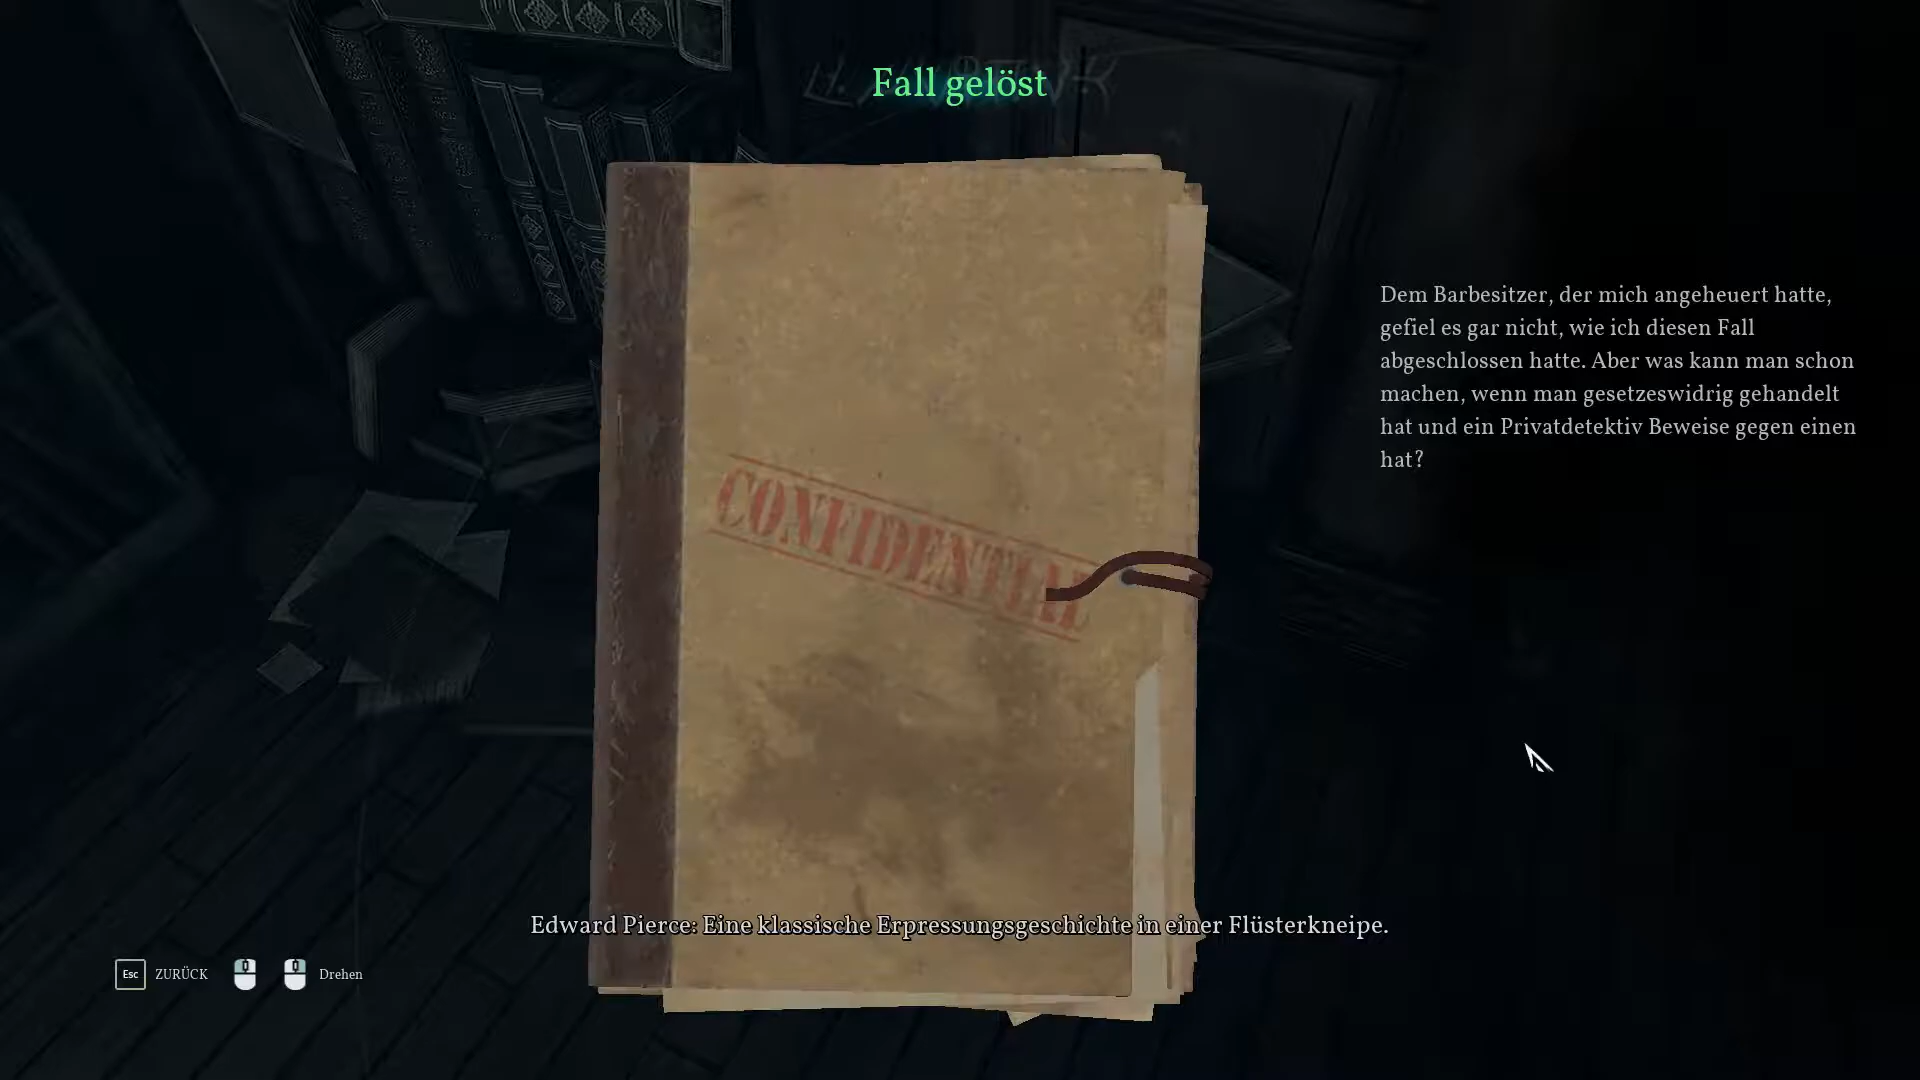 Fall gelöst
Dem Barbesitzer, der mich angeheuert hatte,
gefiel es gar nicht, wie ich diesen Fall
abgeschlossen hatte. Aber was kann man schon
machen, wenn man gesetzeswidrig gehandelt
hat und ein Privatdetektiv Beweise gegen einen
hat?
CONFIDENTIAL
Edward Pierce: Eine klassische Erpressungsgeschichte in einer Flüsterkneipe.
Esc ZURÜCK Drehen